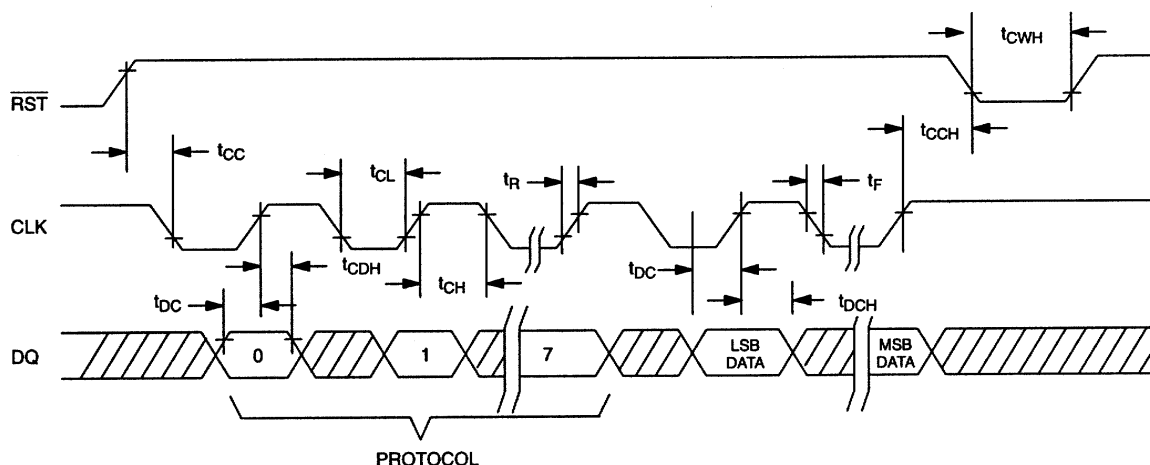 tCWH
RST
tCCH
tCC
tCL
tR
tF
CLK
tCDH
tDC
tCH
tDC
tDCH
DQ
0
1
7
LSB
DATA
MSB
DATA
PROTOCOL